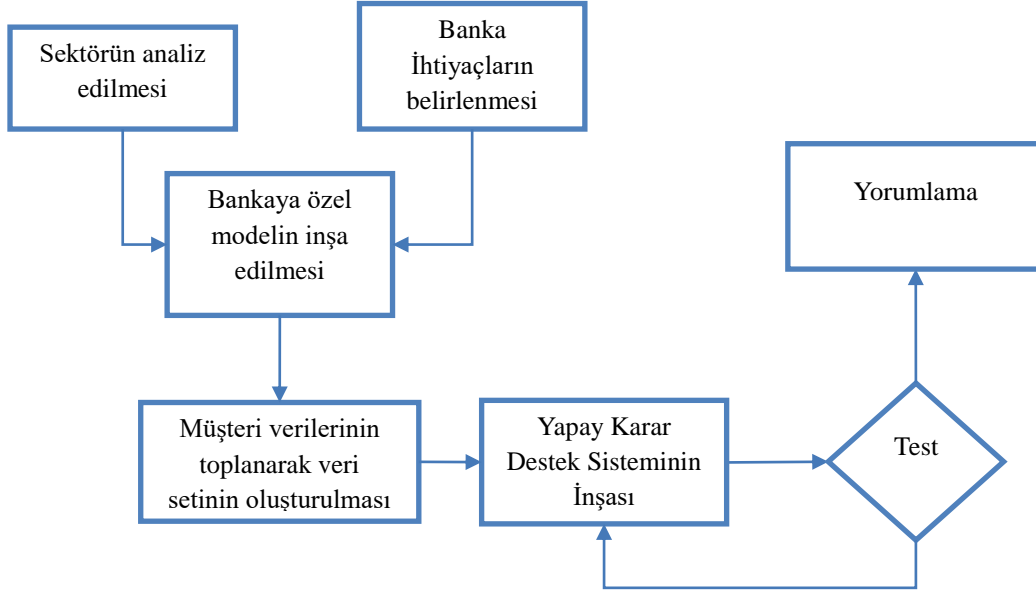 Sektörün analiz
edilmesi
Banka
İhtiyaçların
belirlenmesi
Bankaya özel
modelin inşa
edilmesi
Yorumlama
Müşteri verilerinin
toplanarak veri
setinin oluşturulması
Yapay Karar
Destek Sisteminin
İnşası
Test